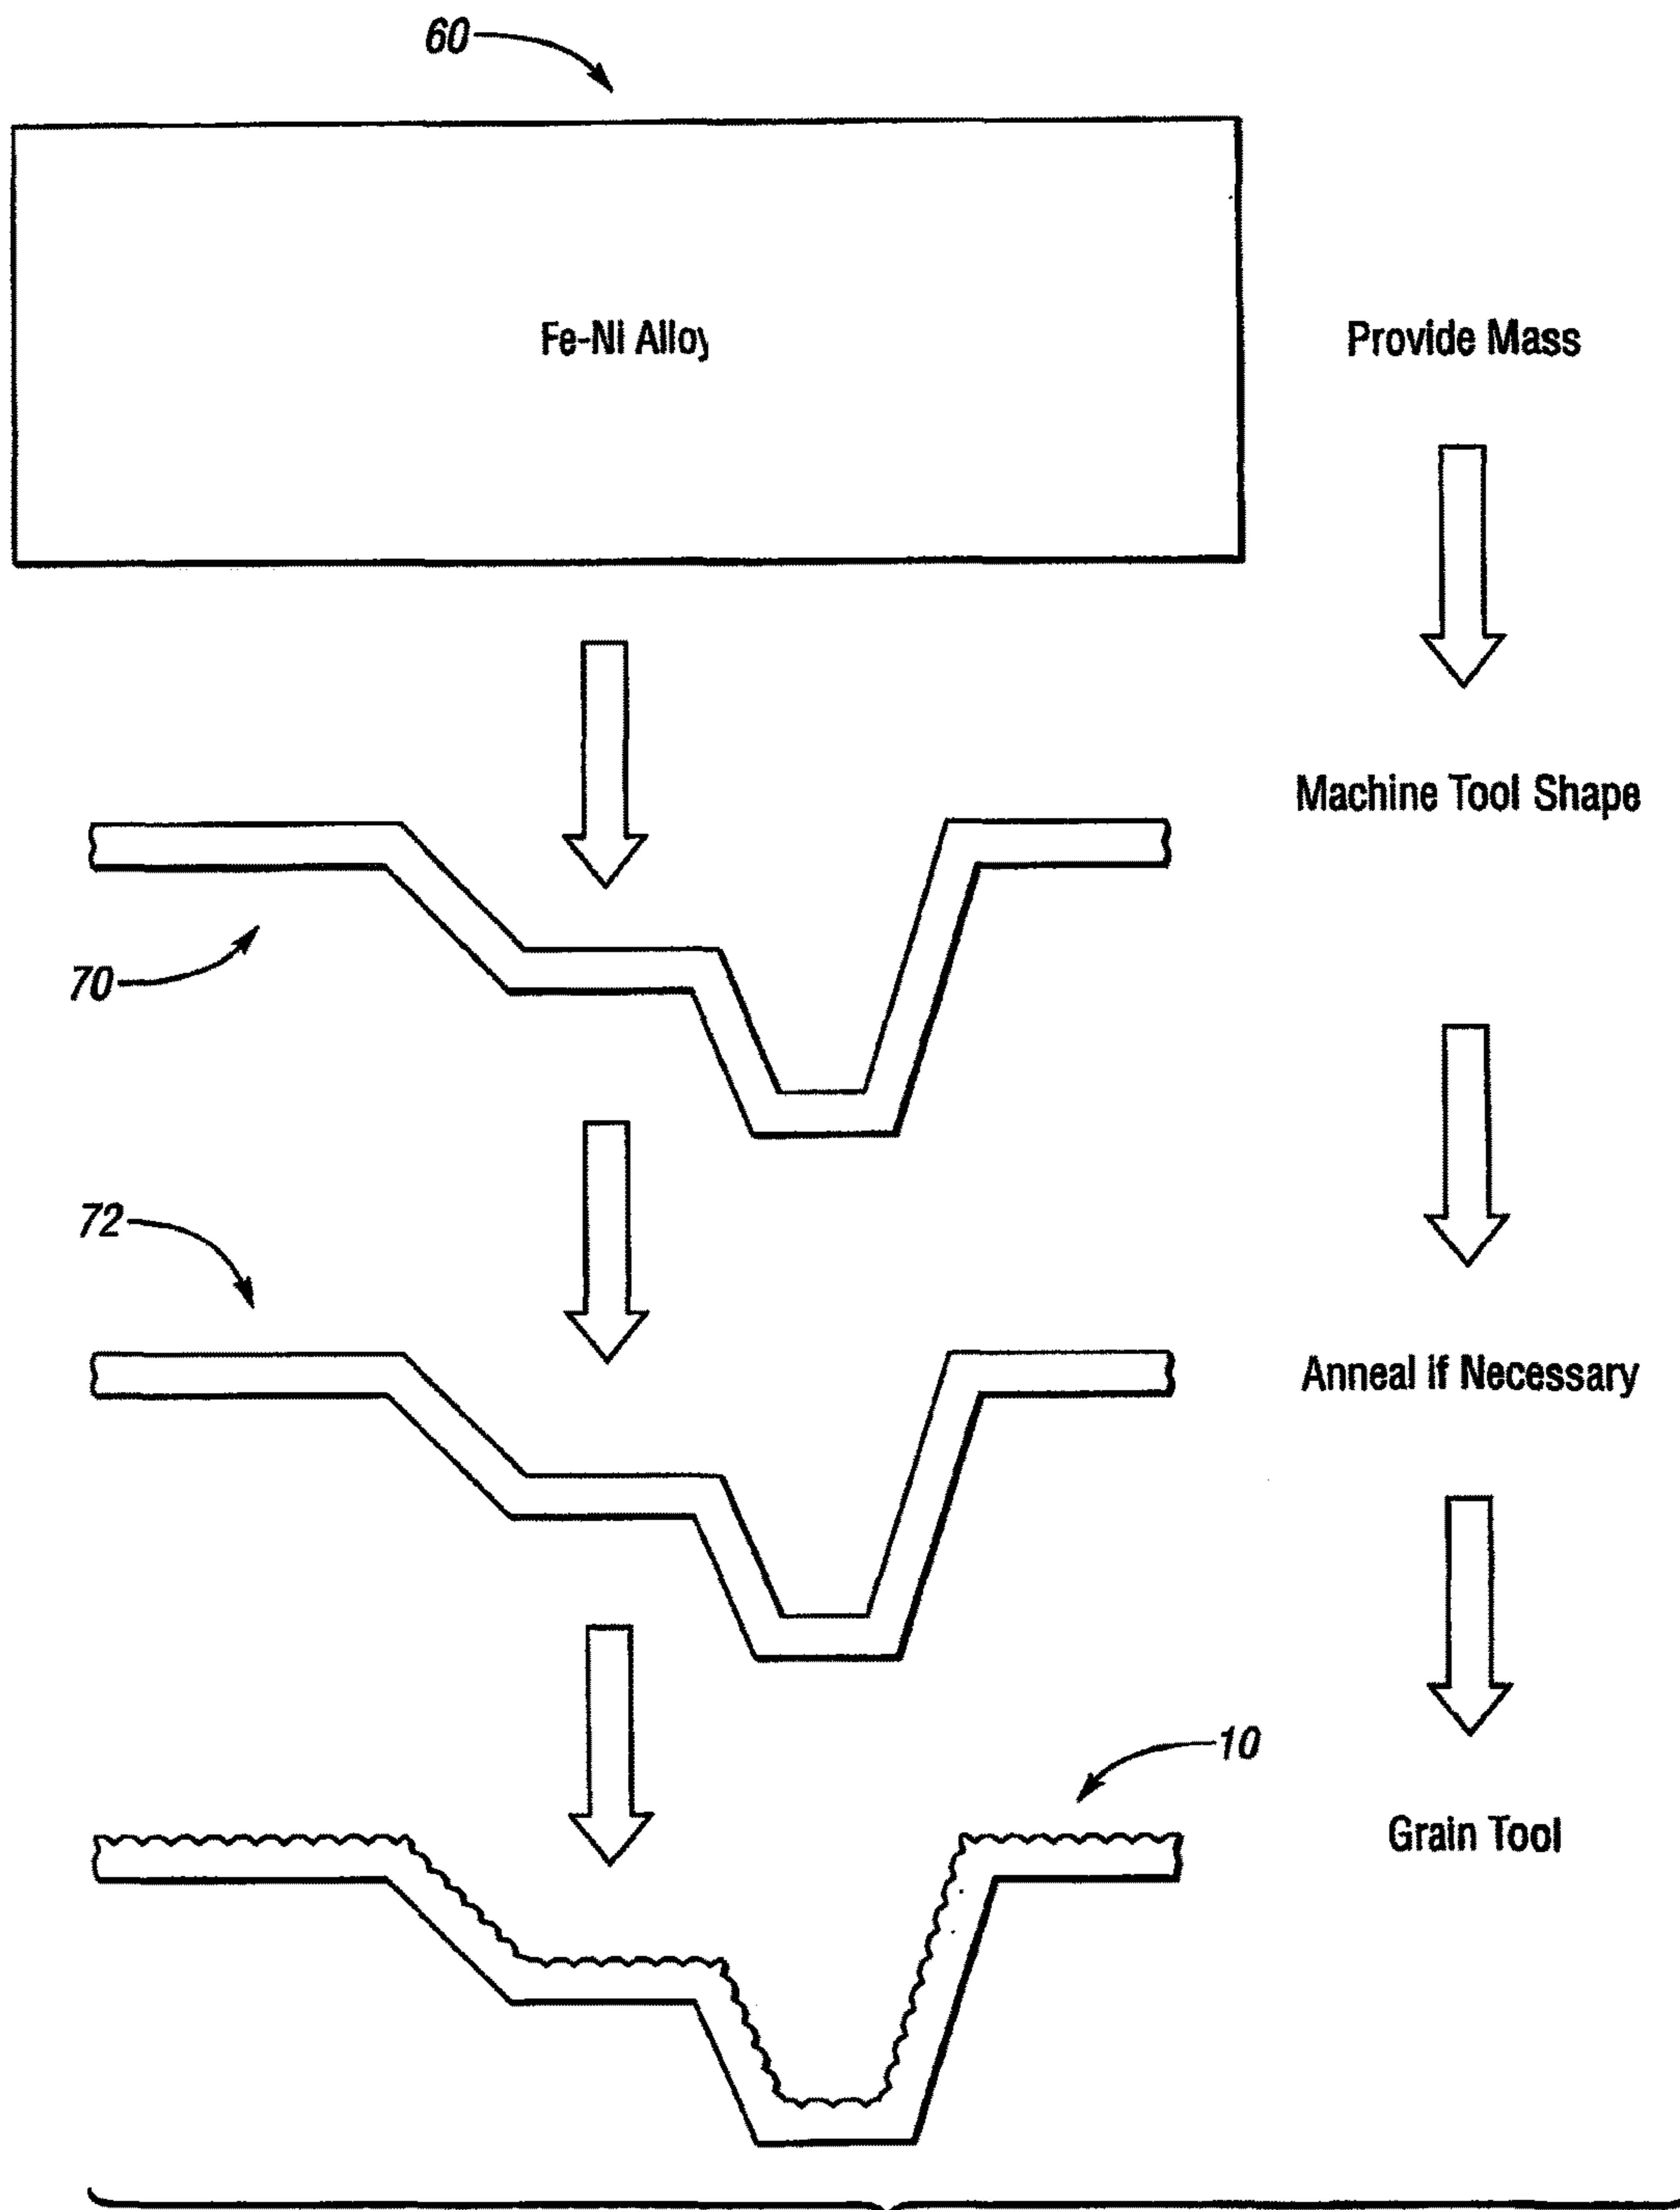 60
Fe-Ni Alloy
Provide Mass
Machine Tool Shape
70
72
Anneal if Necessary
10
Grain Tool